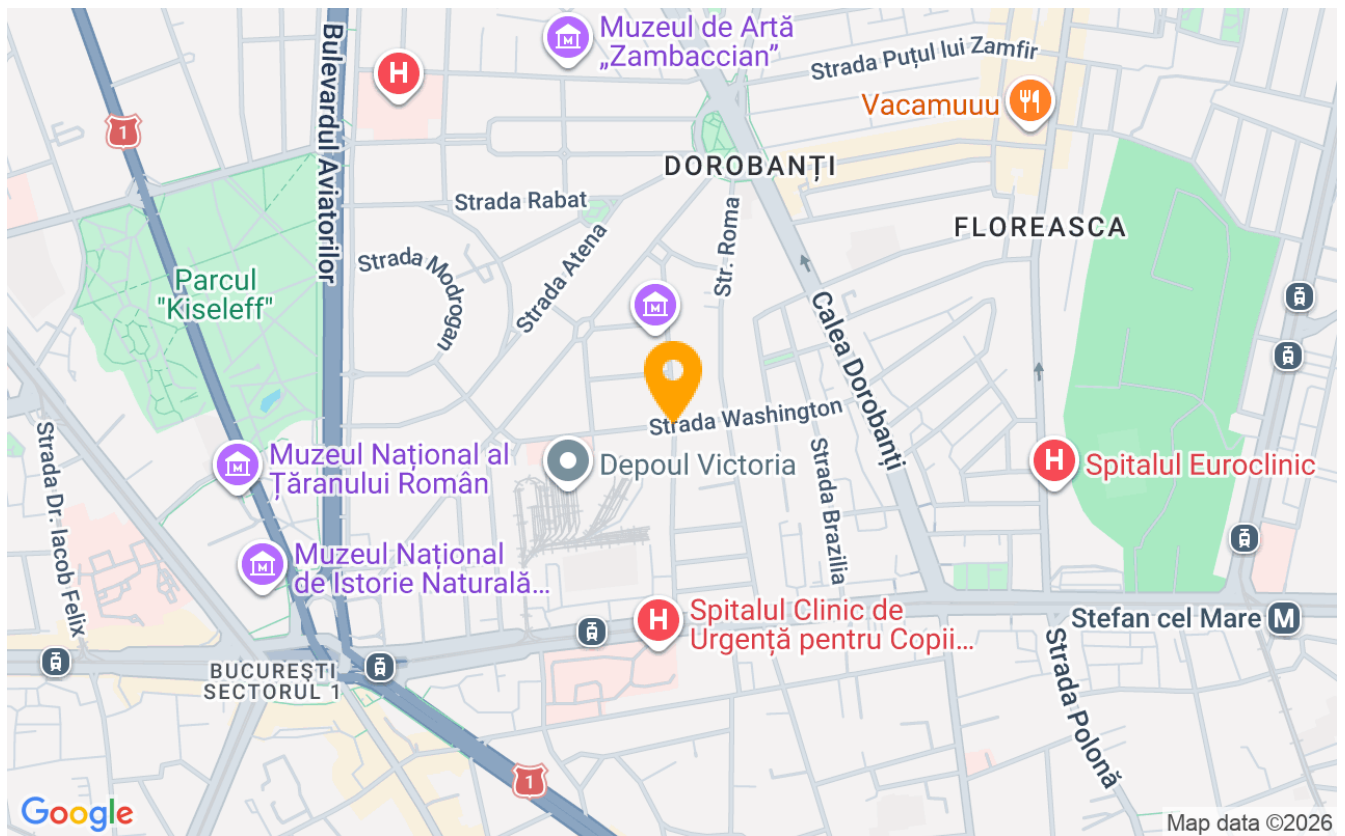 Muzeul de Artă
„Zambaccian”
Strada Puțul lui Zamfir
H
Vacamuuu
1
Bulevardul Aviatorilor
DOROBANȚI
Strada Rabat
FLOREASCA
Strada Modrogan
Strada Atena
Str. Roma
Parcul
"Kiseleff"
M
Calea Dorobanți
Strada Washington
Strada Dr. Iacob Felix
M
Muzeul Național al
Țăranului Român
Depoul Victoria
Strada Brazilia
H
Spitalul Euroclinic
M
Muzeul Național
de Istorie Naturală...
H
Spitalul Clinic de
Urgență pentru Copii...
Stefan cel Mare
M
BUCUREȘTI
SECTORUL 1
Strada Polonă
1
Google
Map data ©2026